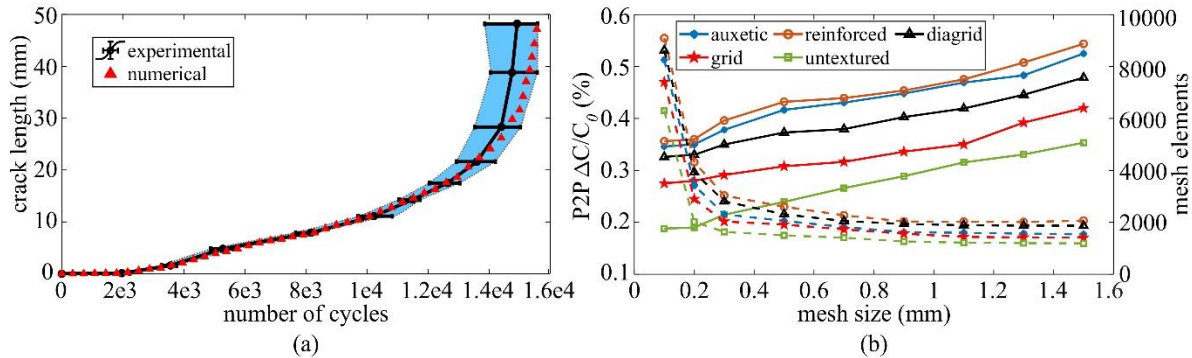 50
40
30
20
10
0
crack length (mm)
experimental
numerical
0 2e3 4e3 6e3 8e3 1e4 1.2e4 1.4e4 1.6e4
number of cycles
(a)
0.6
0.5
0.4
0.3
0.2
0.1
P2P ΔC/C₀ (%)
auxetic reinforced diagrid
grid untextured
10000
8000
6000
4000
2000
0
mesh elements
0 0.2 0.4 0.6 0.8 1 1.2 1.4 1.6
mesh size (mm)
(b)